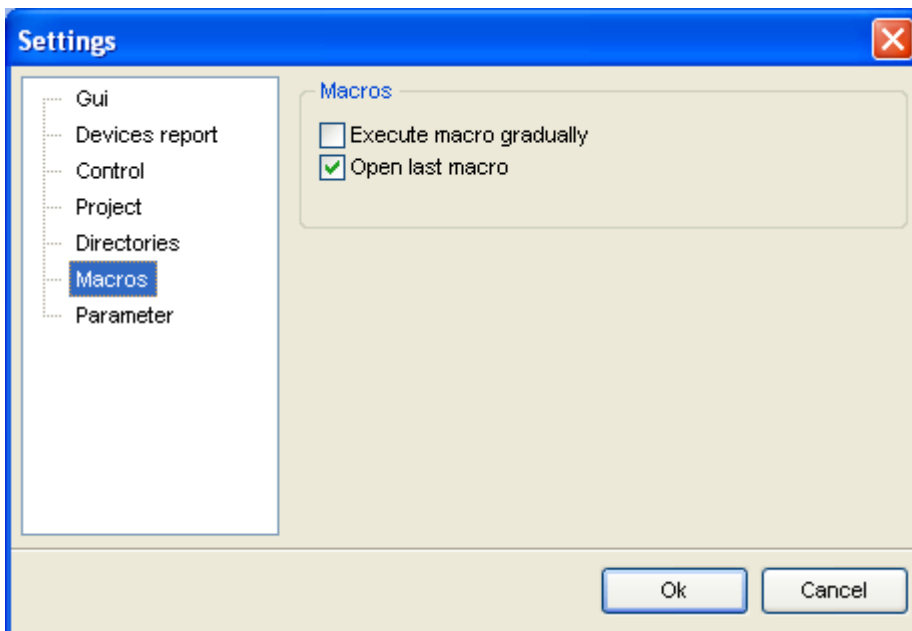 Settings
Gui
Devices report
Control
Project
Directories
Macros
Parameter
Macros
Execute macro gradually
Open last macro
Ok
Cancel